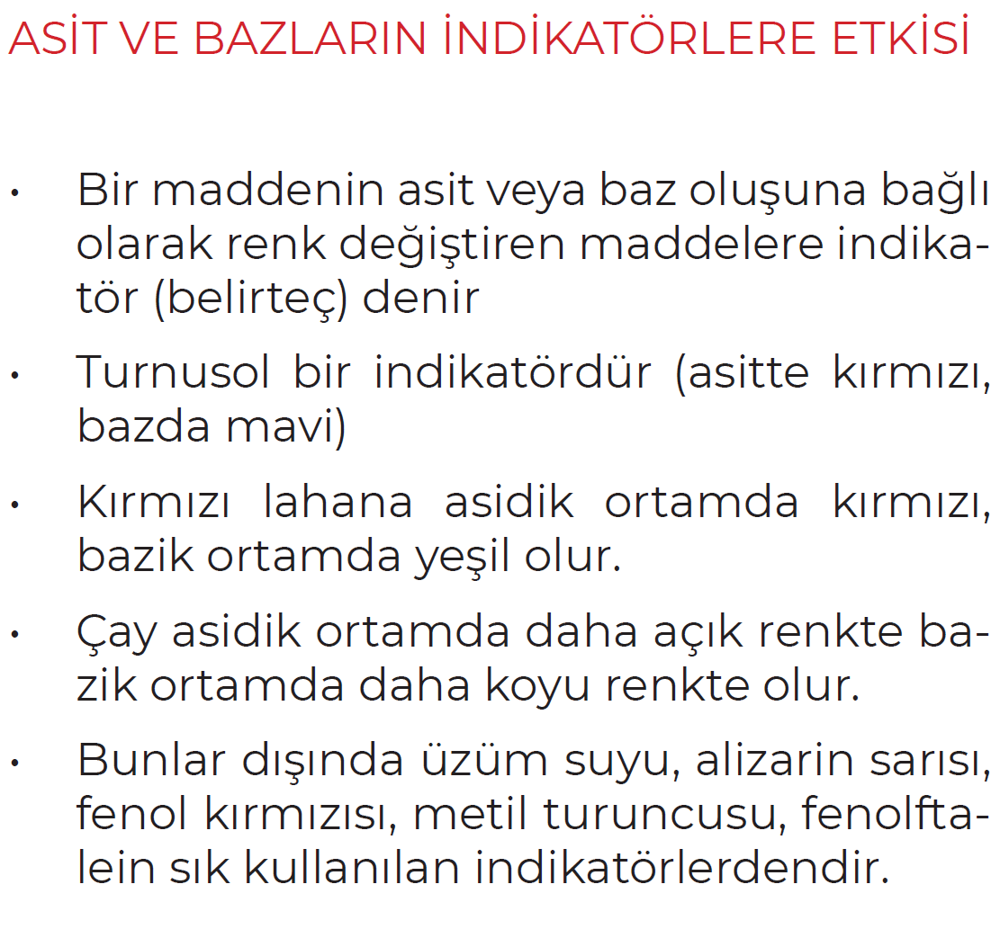 ASİT VE BAZLARIN İNDİKATÖRLERE ETKİSİ
• Bir maddenin asit veya baz oluşuna bağlı
olarak renk değiştiren maddelere indika-
tör (belirteç) denir
• Turnusol bir indikatördür (asitte kırmızı,
bazda mavi)
• Kırmızı lahana asidik ortamda kırmızı,
bazik ortamda yeşil olur.
• Çay asidik ortamda daha açık renkte ba-
zik ortamda daha koyu renkte olur.
• Bunlar dışında üzüm suyu, alizarin sarısı,
fenol kırmızısı, metil turuncusu, fenolfta-
lein sık kullanılan indikatörlerdendir.